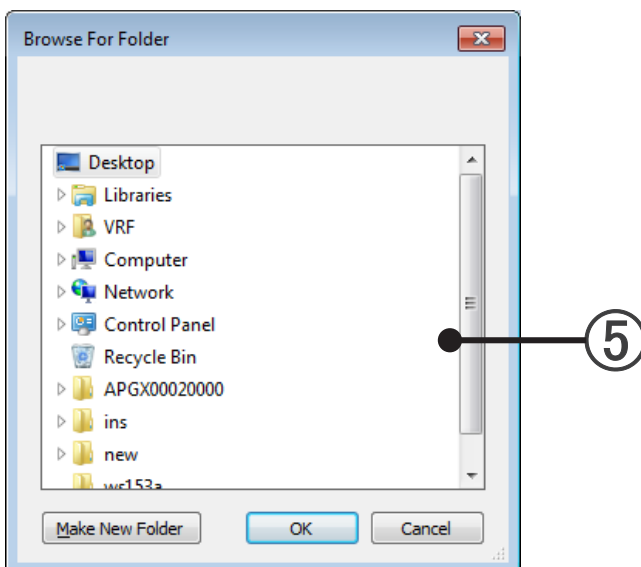 Browse For Folder
Desktop
Libraries
VRF
Computer
Network
Control Panel
Recycle Bin
APGX00020000
ins
new
ws153a
Make New Folder OK Cancel
⑤